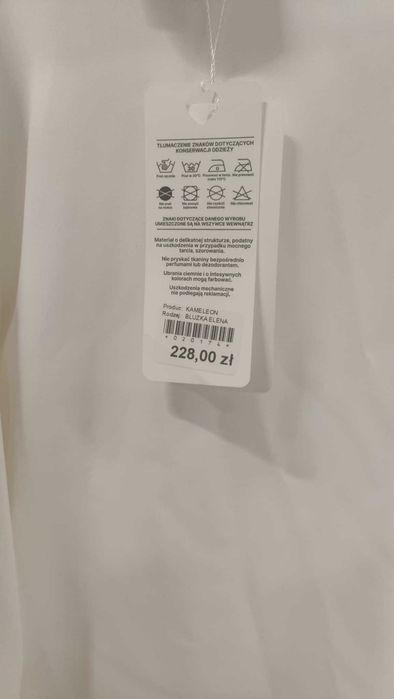 TŁUMACZENIE ZNAKÓW DOTYCZĄCYCH
KONSERWACJI ODZIEŻY
30
ZNAKI DOTYCZĄCE DANEGO WYROBU
UMIESZCZONE SĄ NA WSZYWCE WEWNĄTRZ
Materiał o delikatnej strukturze, podatny
na uszkodzenia w przypadku mocnego
tarcia, szorowania.
Nie pryskać tkaniny bezpośrednio
perfumami lub dezodorantem.
Ubrania ciemnie i o intesywnych
kolorach mogą farbować.
Uszkodzenia mechaniczne
nie podlegają reklamacji.
Produc: KAMELEON
Rodzaj: BLUZKA ELENA
*020174*
228,00 zł